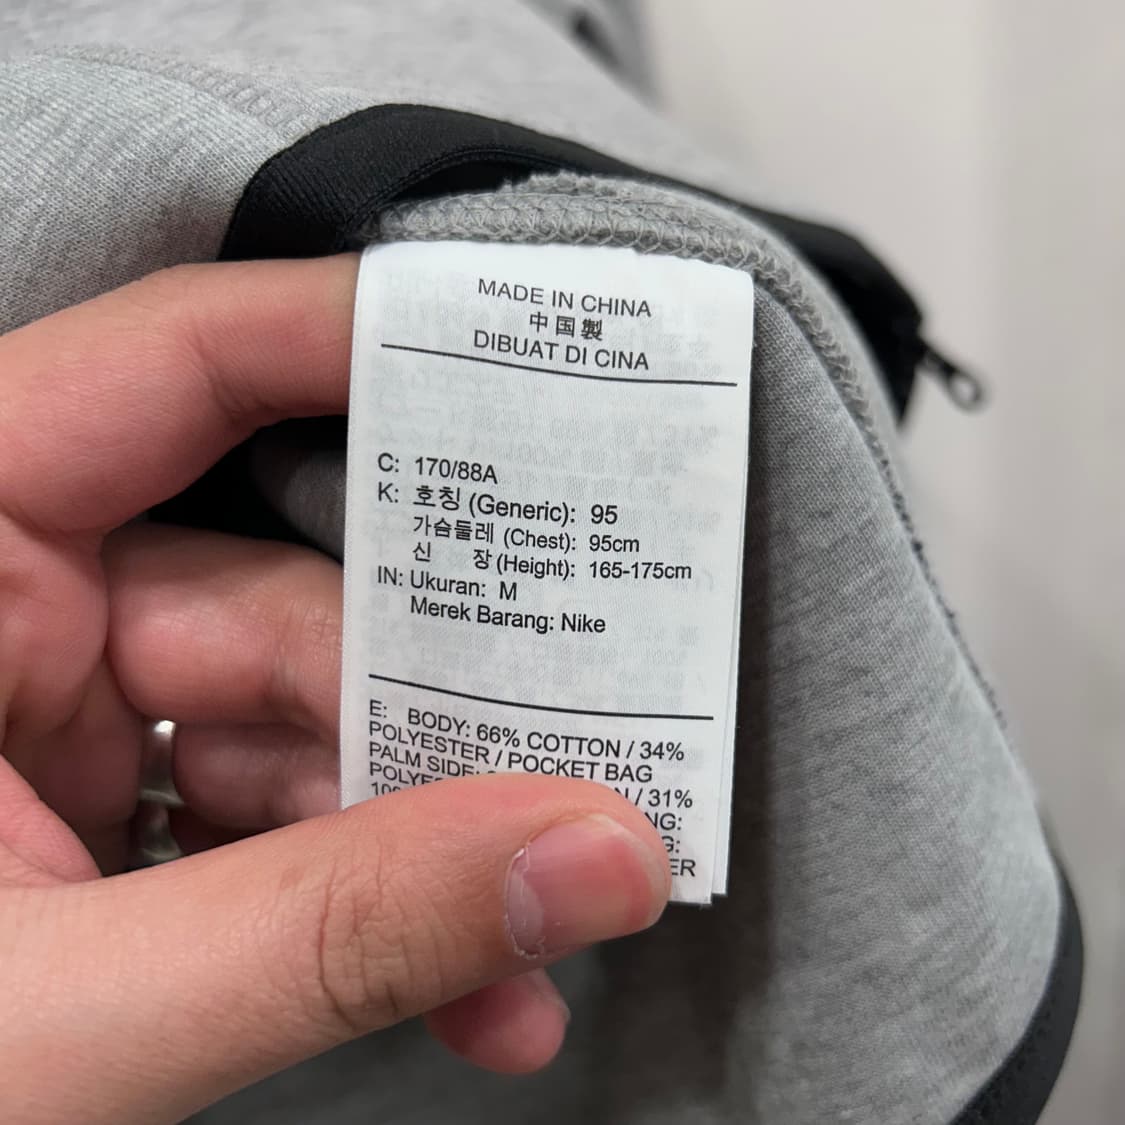 MADE IN CHINA
中国製
DIBUAT DI CINA
C: 170/88A
K: 호칭 (Generic): 95
가슴둘레 (Chest): 95cm
신 장 (Height): 165-175cm
IN: Ukuran: M
Merek Barang: Nike
E: BODY: 66% COTTON / 34%
POLYESTER / POCKET BAG
PALM SIDE: / 31%